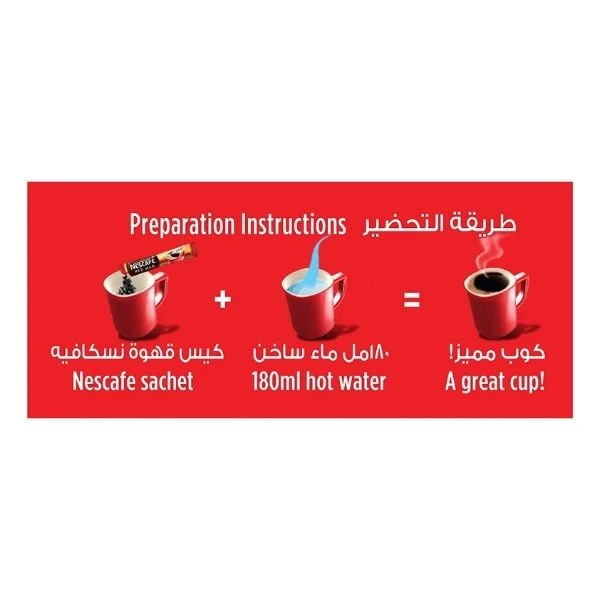 Preparation Instructions طريقة التحضير
NESCAFÉ
+
=
كيس قهوة نسكافيه
Nescafe sachet
١٨٠مل ماء ساخن
180ml hot water
كوب مميز!
A great cup!